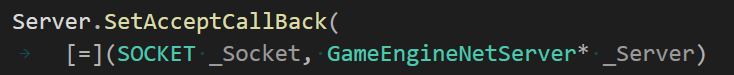 Server.SetAcceptCallBack(
[=](SOCKET _Socket, GameEngineNetServer* _Server)